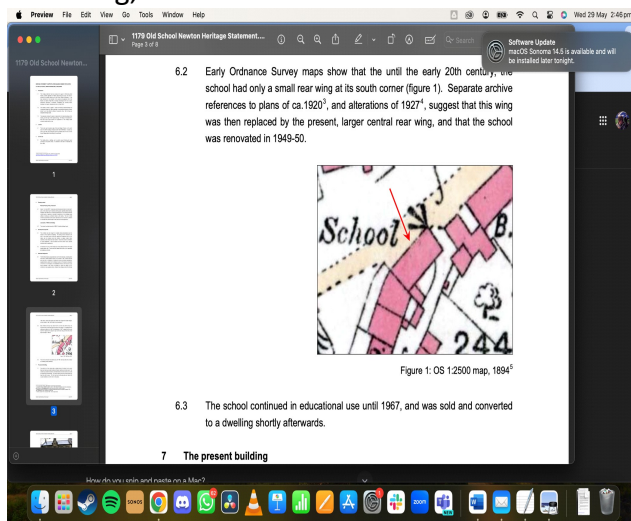 Preview File Edit View Go Tools Window Help
Wed 29 May 2:46pm
1179 Old School Newton Heritage Statement....
Page 3 of 8
Search
Software Update
macOS Sonoma 14.5 is available and will
be installed later tonight.
1179 Old School Newton...
1
2
3
6.2 Early Ordnance Survey maps show that the until the early 20th century, the
school had only a small rear wing at its south corner (figure 1). Separate archive
references to plans of ca.1920³, and alterations of 1927⁴, suggest that this wing
was then replaced by the present, larger central rear wing, and that the school
was renovated in 1949-50.
School
B.
244
Figure 1: OS 1:2500 map, 1894⁵
6.3 The school continued in educational use until 1967, and was sold and converted
to a dwelling shortly afterwards.
7 The present building
How do you spin and paste on a Mac?
SONOS
zoom
NEW